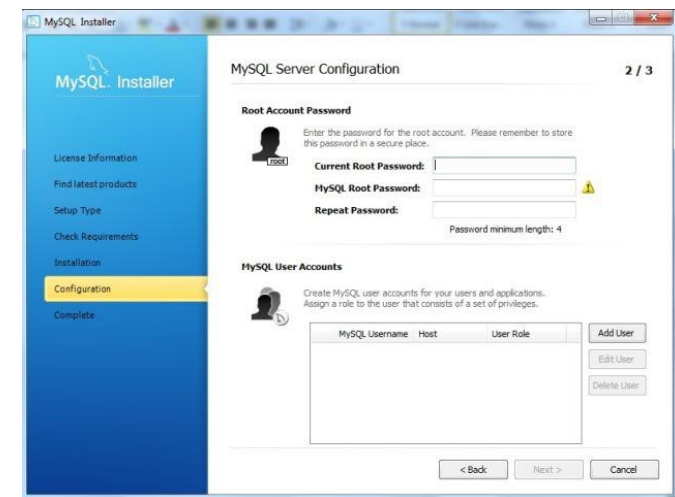 MySQL Installer
MySQL. Installer
License Information
Find latest products
Setup Type
Check Requirements
Installation
Configuration
Complete
MySQL Server Configuration
2 / 3
Root Account Password
root
Enter the password for the root account. Please remember to store
this password in a secure place.
Current Root Password:
MySQL Root Password:
Repeat Password:
Password minimum length: 4
MySQL User Accounts
Create MySQL user accounts for your users and applications.
Assign a role to the user that consists of a set of privileges.
MySQL Username Host User Role
Add User
Edit User
Delete User
< Back Next > Cancel